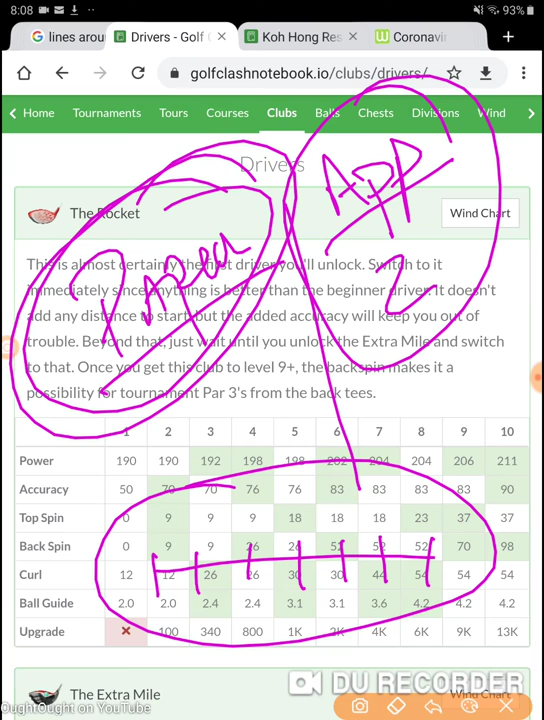 8:08
93%
lines arou
Drivers - Golf C
Koh Hong Res
Coronavir
golfclashnotebook.io/clubs/drivers/
Home Tournaments Tours Courses Clubs Balls Chests Divisions Wind
Drivers
The Rocket
Wind Chart
APP
2
Paper
This is almost certainly the first driver you'll unlock. Switch to it
immediately since anything is better than the beginner driver. It doesn't
add any distance to start, but the added accuracy will keep you out of
trouble. Beyond that, just wait until you unlock the Extra Mile and switch
to that. Once you get this club to level 9+, the backspin makes it a
possibility for tournament Par 3's from the back tees.
1 2 3 4 5 6 7 8 9 10
Power 190 190 192 198 198 202 204 204 206 211
Accuracy 50 70 70 76 76 83 83 83 83 90
Top Spin 0 9 9 9 18 18 18 23 37 37
Back Spin 0 9 9 26 26 52 52 52 70 98
Curl 12 12 26 26 30 30 44 54 54 54
Ball Guide 2.0 2.0 2.4 2.4 3.1 3.1 3.6 4.2 4.2 4.2
Upgrade 100 340 800 1K 2K 4K 6K 9K 13K
DU RECORDER
The Extra Mile
Wind Chart
OughtOught on YouTube